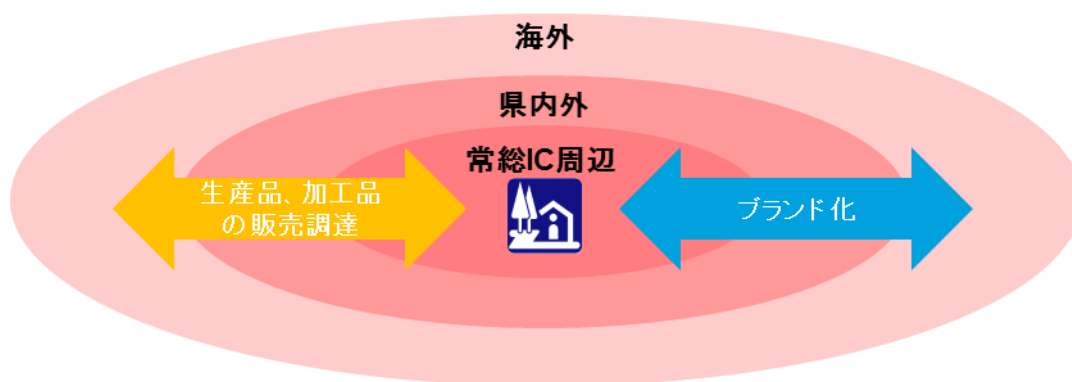 海外
県内外
常総IC周辺
生産品、加工品
の販売調達
ブランド化